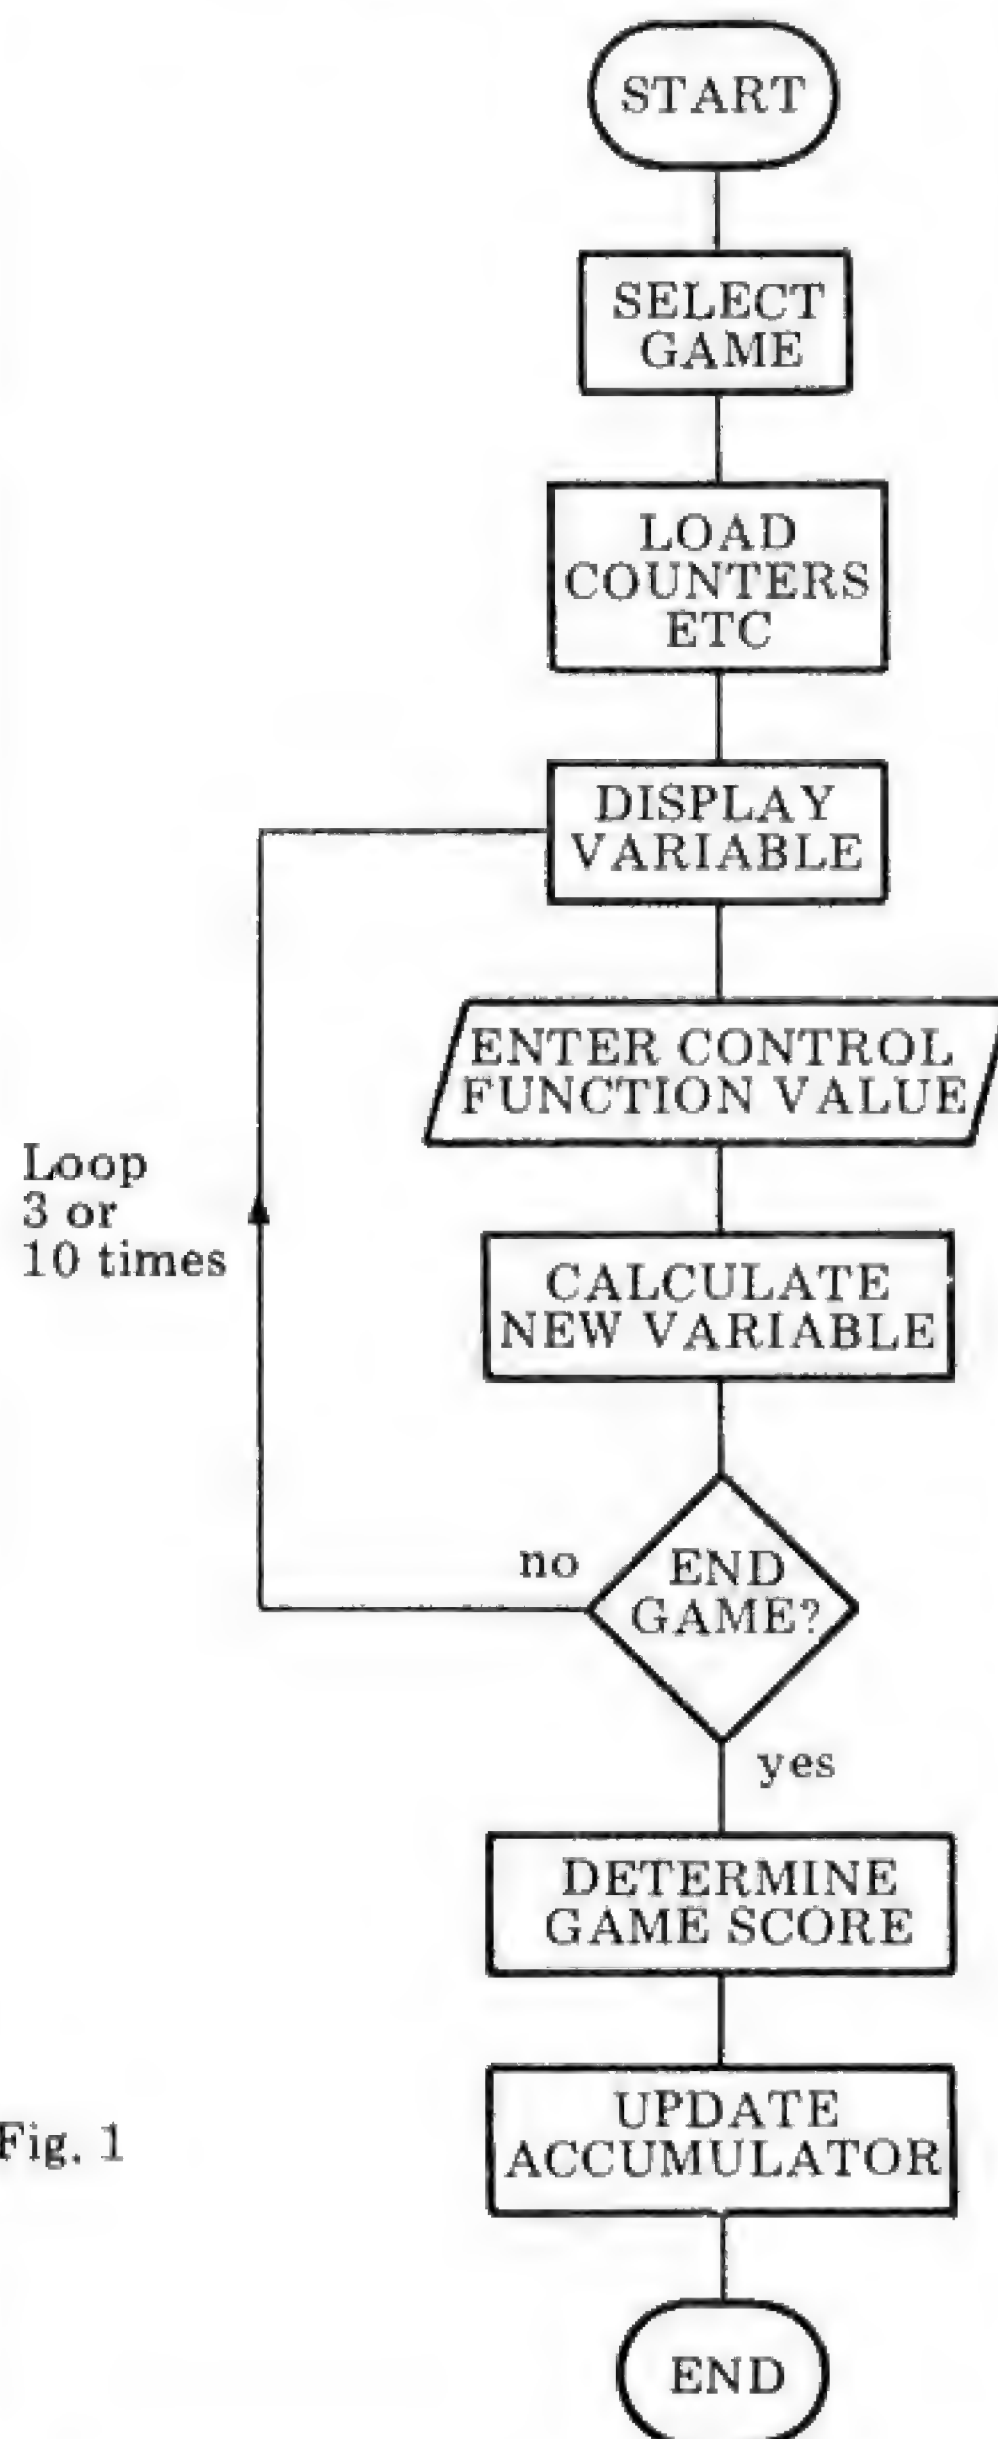 START
SELECT
GAME
LOAD
COUNTERS
ETC
DISPLAY
VARIABLE
ENTER CONTROL
FUNCTION VALUE
Loop
3 or
10 times
CALCULATE
NEW VARIABLE
no
END
GAME?
yes
DETERMINE
GAME SCORE
UPDATE
ACCUMULATOR
Fig. 1
END